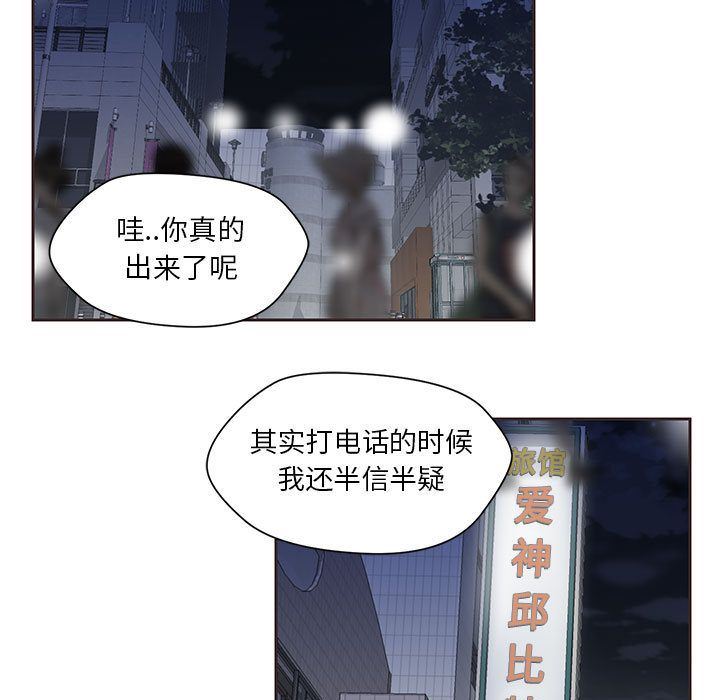 哇..你真的
出来了呢
其实打电话的时候
我还半信半疑
旅馆
爱神邱比